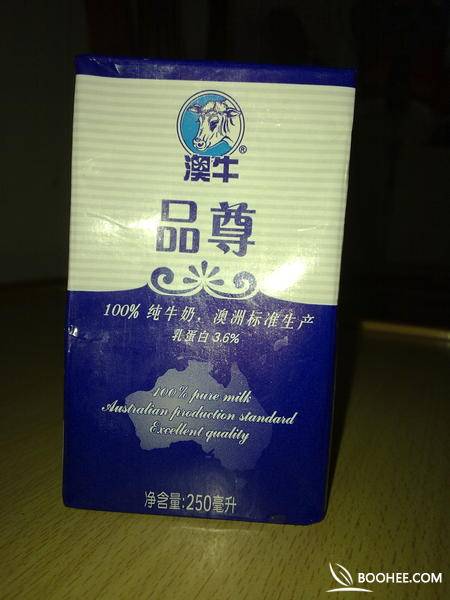 ®
澳牛
品尊
100% 纯牛奶，澳洲标准生产
乳蛋白 3.6%
100% pure milk
Australian production standard
Excellent quality
净含量:250毫升
BOOHEE.COM